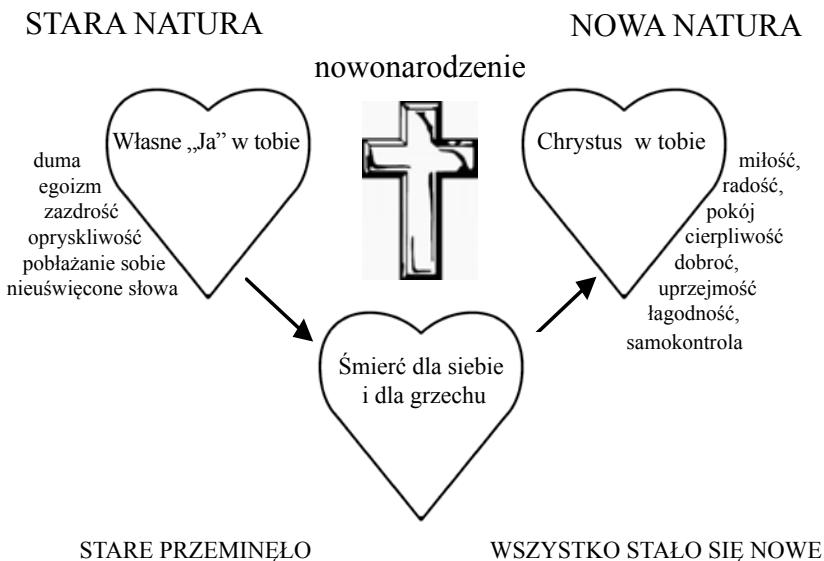 STARA NATURA
NOWA NATURA
nowonarodzenie
Własne „Ja” w tobie
duma
egoizm
zazdrość
opryskliwość
pobłażanie sobie
nieuświęcone słowa
Chrystus w tobie
miłość,
radość,
pokój
cierpliwość
dobroć,
uprzejmość
łagodność,
samokontrola
Śmierć dla siebie
i dla grzechu
STARE PRZEMINĘŁO
WSZYSTKO STAŁO SIĘ NOWE